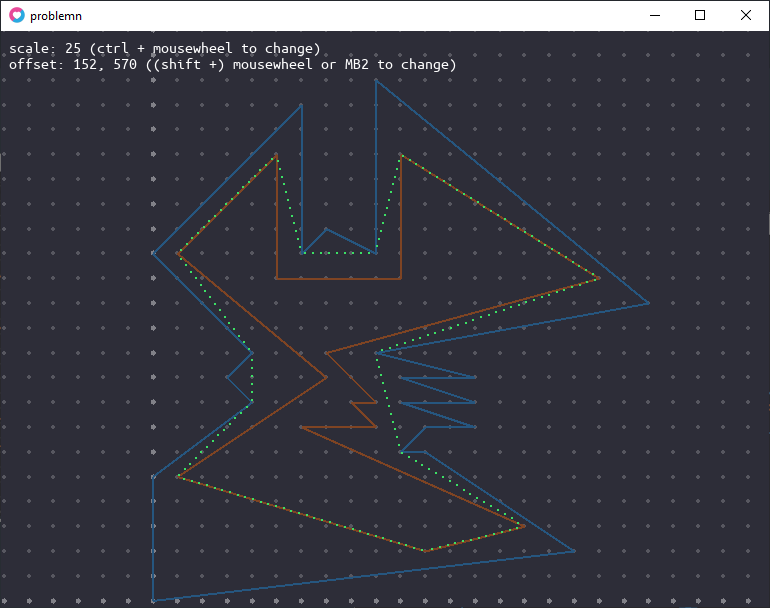 problemn
scale: 25 (ctrl + mousewheel to change)
offset: 152, 570 ((shift +) mousewheel or MB2 to change)